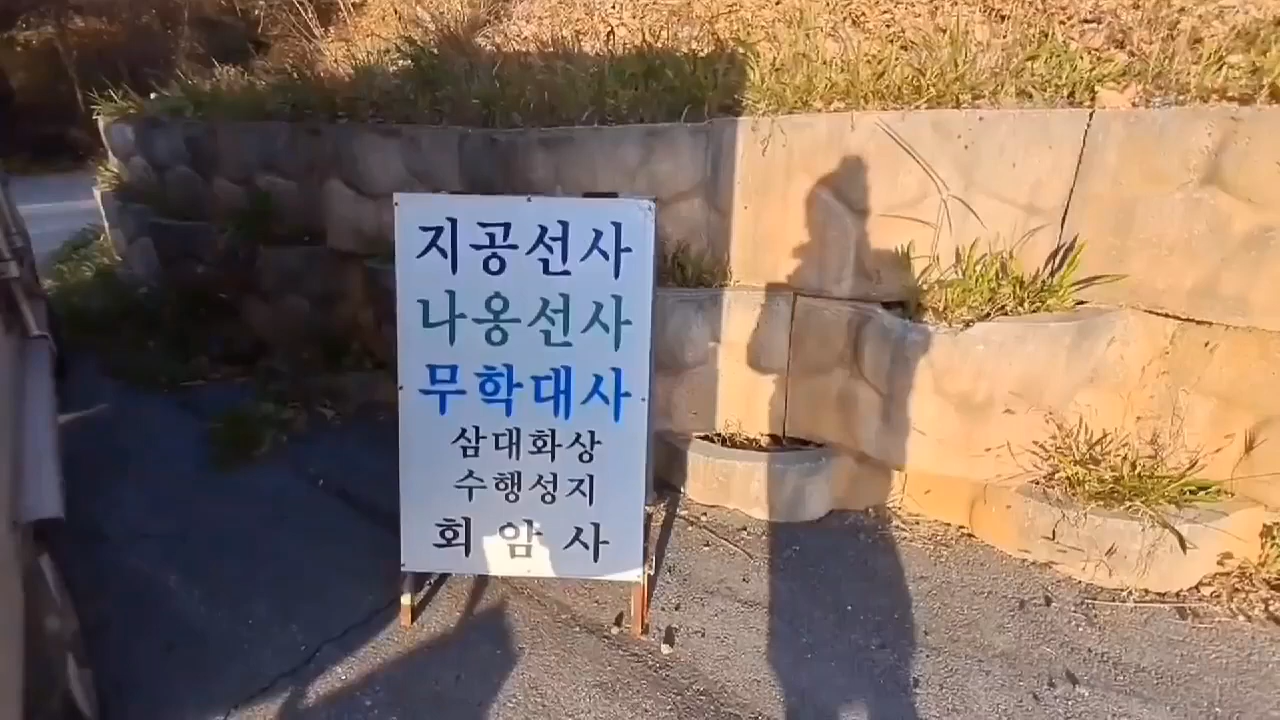 지공선사
나옹선사
무학대사
삼대화상
수행성지
회암사